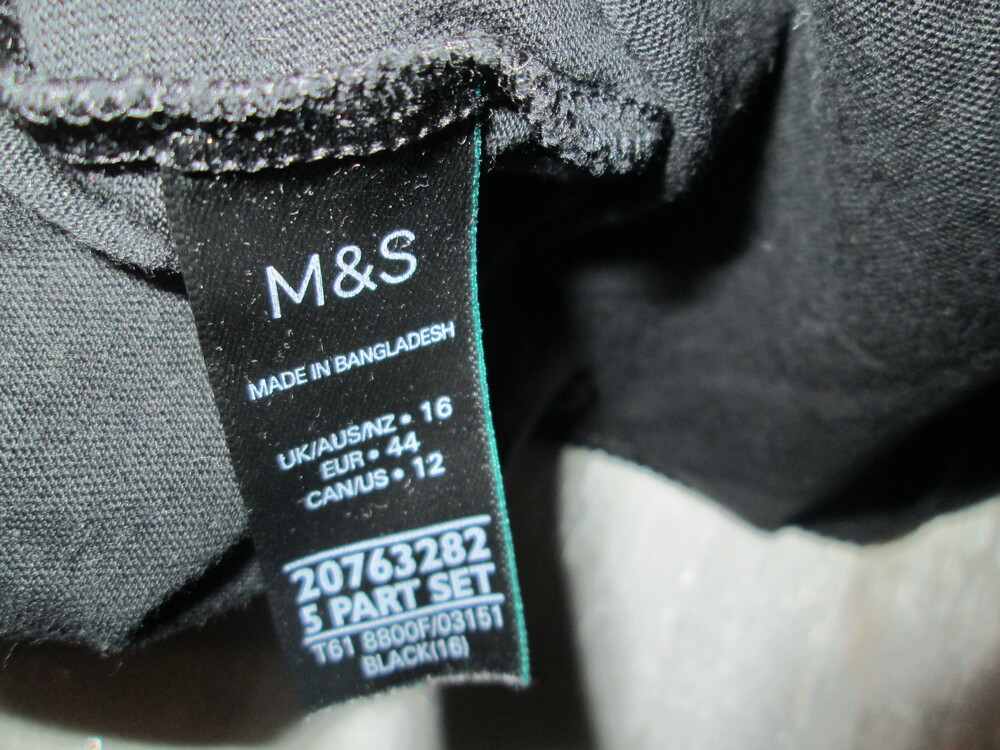 M&S
MADE IN BANGLADESH
UK/AUS/NZ • 16
EUR • 44
CAN/US • 12
20763282
5 PART SET
T61 8800F/03151
BLACK(16)